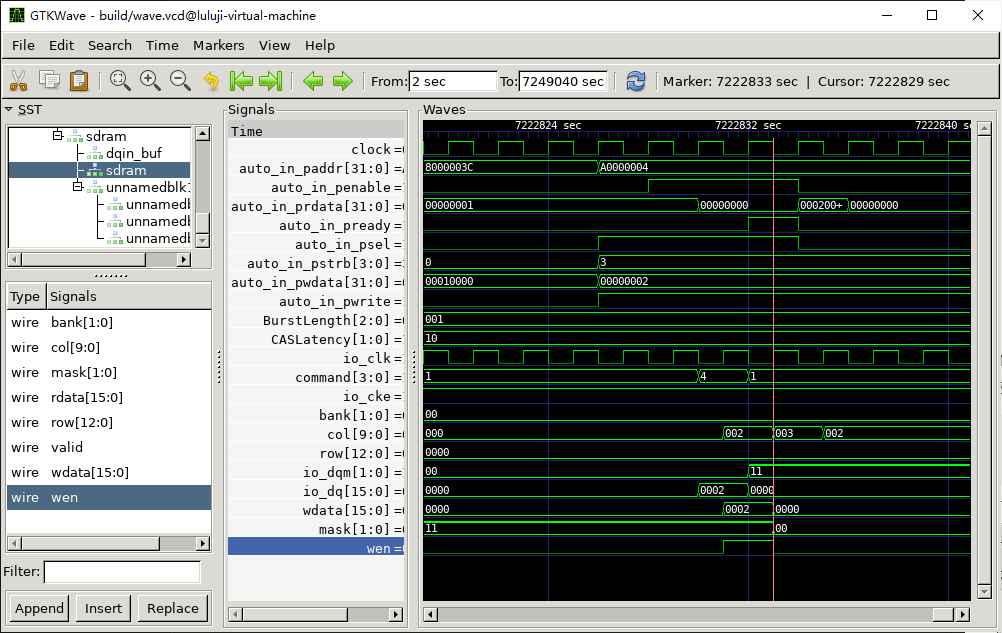 GTKWave - build/wave.vcd@luluji-virtual-machine
File Edit Search Time Markers View Help
From: 2 sec To: 7249040 sec Marker: 7222833 sec | Cursor: 7222829 sec
SST
sdram
dqin_buf
sdram
unnamedblk1
unnamedb
unnamedb
unnamedb
Type Signals
wire bank[1:0]
wire col[9:0]
wire mask[1:0]
wire rdata[15:0]
wire row[12:0]
wire valid
wire wdata[15:0]
wire wen
Filter:
Append Insert Replace
Signals
Time
clock =
auto_in_paddr[31:0] =
auto_in_penable =
auto_in_prdata[31:0] =
auto_in_pready =
auto_in_psel =
auto_in_pstrb[3:0] =
auto_in_pwdata[31:0] =
auto_in_pwrite =
BurstLength[2:0] =
CASLatency[1:0] =
io_clk =
command[3:0] =
io_cke =
bank[1:0] =
col[9:0] =
row[12:0] =
io_dqm[1:0] =
io_dq[15:0] =
wdata[15:0] =
mask[1:0] =
wen =
Waves
7222824 sec 7222832 sec 7222840 s
8000003C A0000004
00000001 00000000 000200+ 00000000
0 3
00010000 00000002
001
10
1 4 1
00
000 002 003 002
0000
00 11
0000 0002 0000
0000 0002 0000
11 00